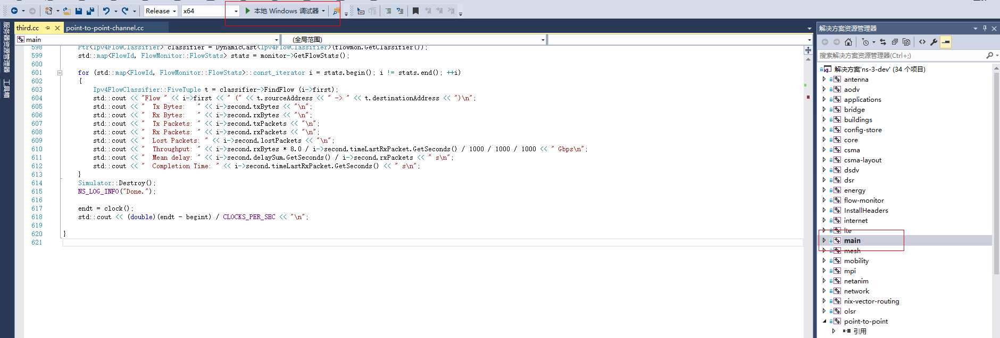 Release x64 本地 Windows 调试器
服务器资源管理器
工具箱
third.cc point-to-point-channel.cc
main (全局范围)
598 Ptr<Ipv4FlowClassifier> classifier = DynamicCast<Ipv4FlowClassifier>(flowmon.GetClassifier());
599 std::map<FlowId, FlowMonitor::FlowStats> stats = monitor->GetFlowStats();
600
601 for (std::map<FlowId, FlowMonitor::FlowStats>::const_iterator i = stats.begin(); i != stats.end(); ++i)
602 {
603 Ipv4FlowClassifier::FiveTuple t = classifier->FindFlow (i->first);
604 std::cout << "Flow " << i->first << " (" << t.sourceAddress << " -> " << t.destinationAddress << ")\n";
605 std::cout << "  Tx Bytes:   " << i->second.txBytes << "\n";
606 std::cout << "  Rx Bytes:   " << i->second.rxBytes << "\n";
607 std::cout << "  Tx Packets: " << i->second.txPackets << "\n";
608 std::cout << "  Rx Packets: " << i->second.rxPackets << "\n";
609 std::cout << "  Lost Packets: " << i->second.lostPackets << "\n";
610 std::cout << "  Throughput: " << i->second.rxBytes * 8.0 / i->second.timeLastRxPacket.GetSeconds() / 1000 / 1000 / 1000 << " Gbps\n";
611 std::cout << "  Mean delay: " << i->second.delaySum.GetSeconds() / i->second.rxPackets << " s\n";
612 std::cout << "  Completion Time: " << i->second.timeLastRxPacket.GetSeconds() << " s\n";
613 }
614 Simulator::Destroy();
615 NS_LOG_INFO("Done.");
616
617 endt = clock();
618 std::cout << (double)(endt - begint) / CLOCKS_PER_SEC << "\n";
619
620 }
621
解决方案资源管理器
搜索解决方案资源管理器(Ctrl+;)
解决方案'ns-3-dev' (34 个项目)
antenna
aodv
applications
bridge
buildings
config-store
core
csma
csma-layout
dsdv
dsr
energy
flow-monitor
InstallHeaders
internet
lte
main
mesh
mobility
mpi
netanim
network
nix-vector-routing
olsr
point-to-point
引用